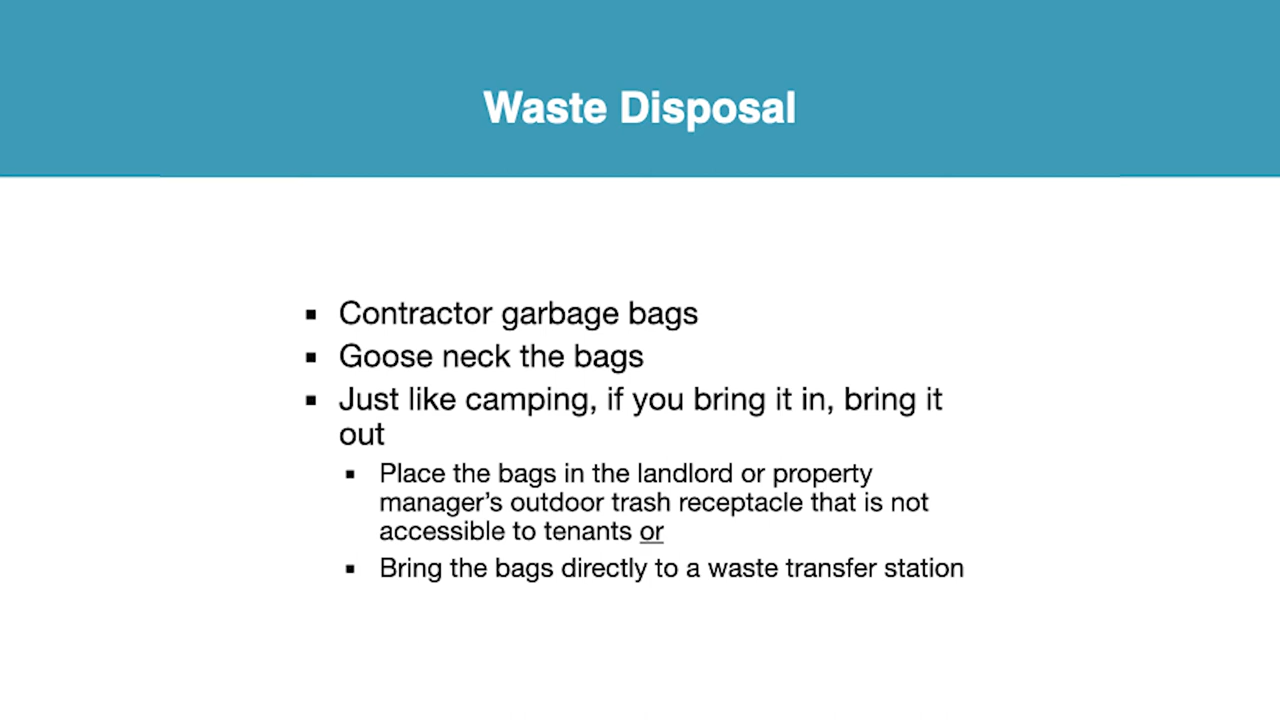 Waste Disposal
▪ Contractor garbage bags
▪ Goose neck the bags
▪ Just like camping, if you bring it in, bring it
out
▪ Place the bags in the landlord or property
manager’s outdoor trash receptacle that is not
accessible to tenants or
▪ Bring the bags directly to a waste transfer station